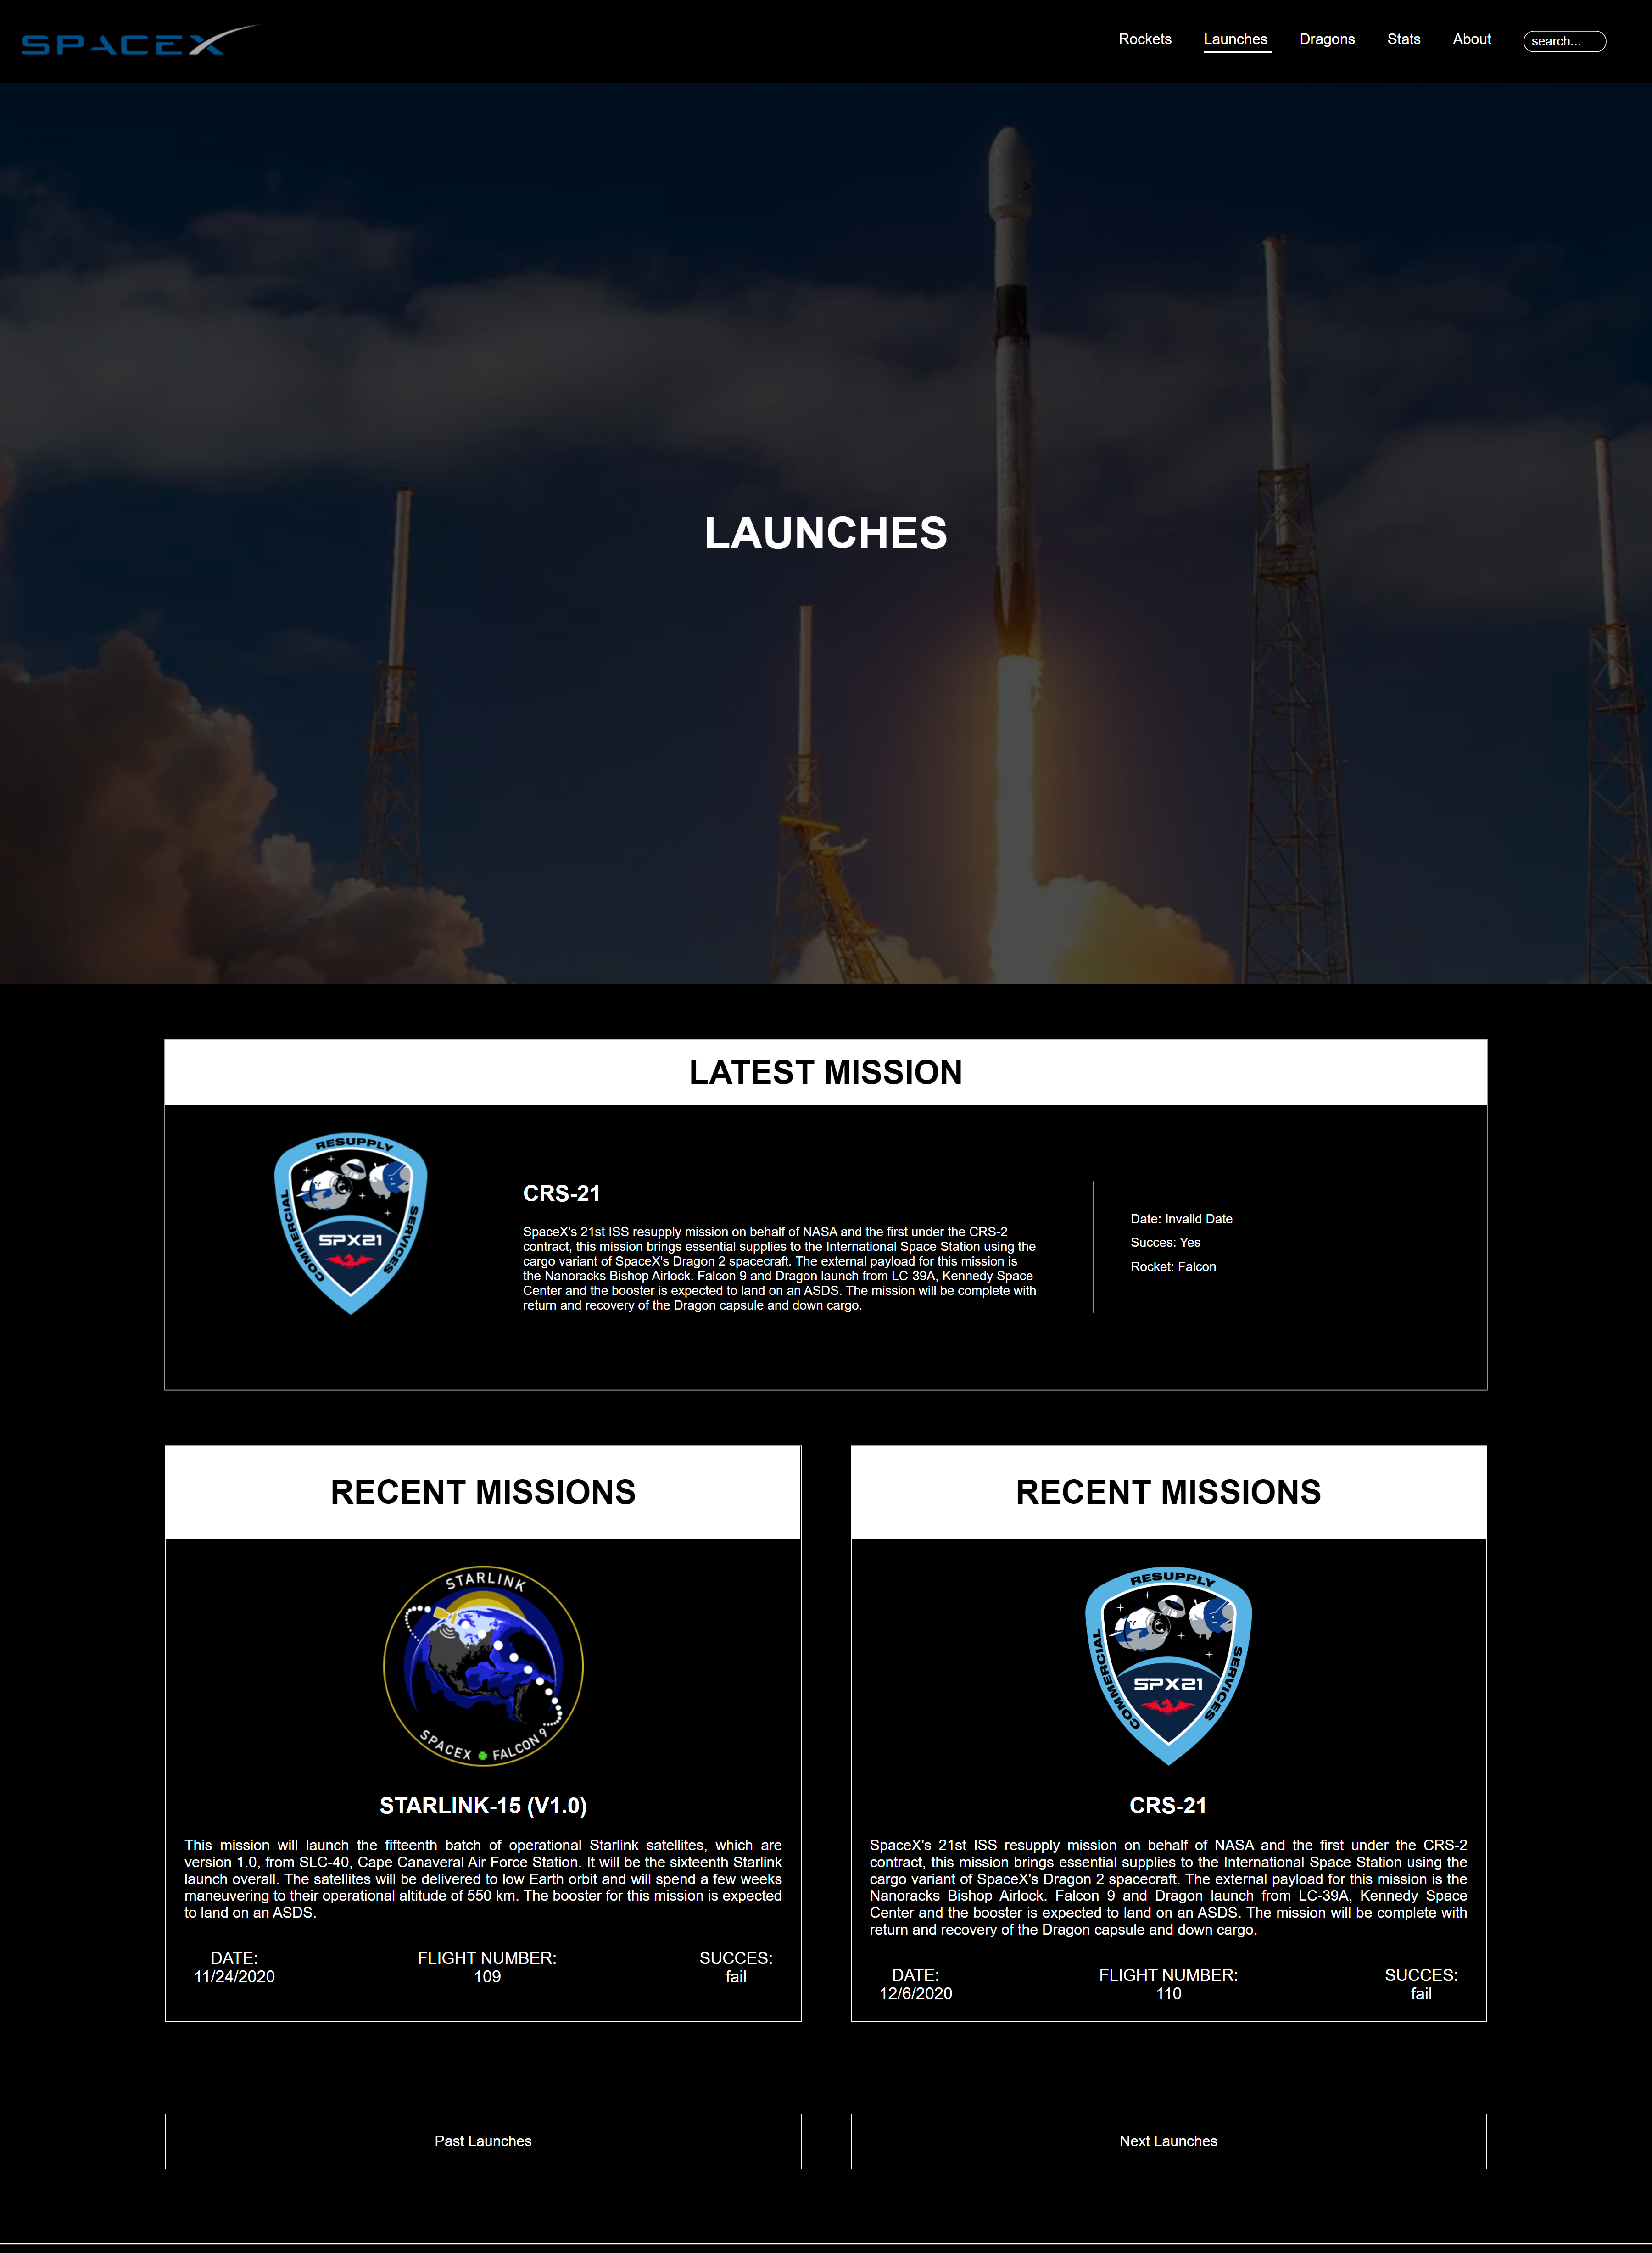 SPACEX
Rockets
Launches
Dragons
Stats
About
search...
LAUNCHES
LATEST MISSION
RESUPPLY
COMMERCIAL
SERVICES
SPX21
CRS-21
SpaceX's 21st ISS resupply mission on behalf of NASA and the first under the CRS-2
contract, this mission brings essential supplies to the International Space Station using the
cargo variant of SpaceX's Dragon 2 spacecraft. The external payload for this mission is
the Nanoracks Bishop Airlock. Falcon 9 and Dragon launch from LC-39A, Kennedy Space
Center and the booster is expected to land on an ASDS. The mission will be complete with
return and recovery of the Dragon capsule and down cargo.
Date: Invalid Date
Succes: Yes
Rocket: Falcon
RECENT MISSIONS
STARLINK
SPACEX FALCON 9
STARLINK-15 (V1.0)
This mission will launch the fifteenth batch of operational Starlink satellites, which are
version 1.0, from SLC-40, Cape Canaveral Air Force Station. It will be the sixteenth Starlink
launch overall. The satellites will be delivered to low Earth orbit and will spend a few weeks
maneuvering to their operational altitude of 550 km. The booster for this mission is expected
to land on an ASDS.
DATE:
11/24/2020
FLIGHT NUMBER:
109
SUCCES:
fail
RECENT MISSIONS
RESUPPLY
COMMERCIAL
SERVICES
SPX21
CRS-21
SpaceX's 21st ISS resupply mission on behalf of NASA and the first under the CRS-2
contract, this mission brings essential supplies to the International Space Station using the
cargo variant of SpaceX's Dragon 2 spacecraft. The external payload for this mission is the
Nanoracks Bishop Airlock. Falcon 9 and Dragon launch from LC-39A, Kennedy Space
Center and the booster is expected to land on an ASDS. The mission will be complete with
return and recovery of the Dragon capsule and down cargo.
DATE:
12/6/2020
FLIGHT NUMBER:
110
SUCCES:
fail
Past Launches
Next Launches